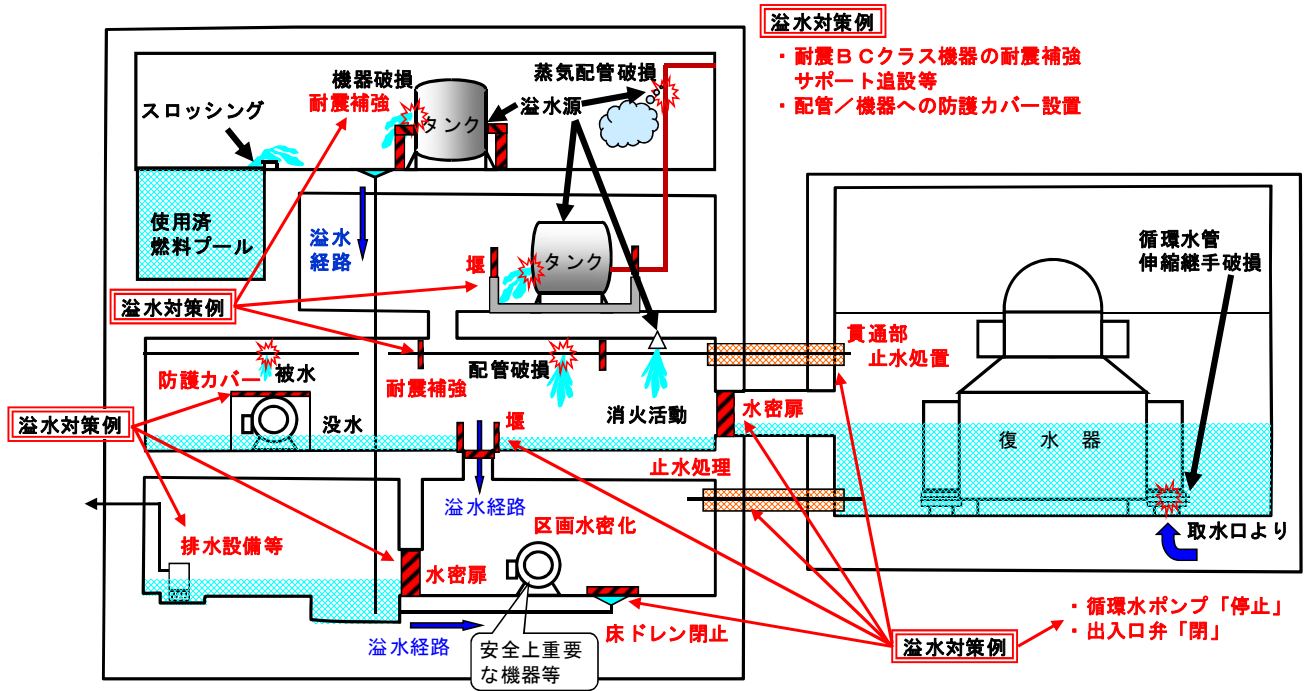 溢水対策例
・耐震ＢＣクラス機器の耐震補強
サポート追設等
・配管／機器への防護カバー設置
機器破損
耐震補強
蒸気配管破損
スロッシング
タンク
溢水源
使用済
燃料プール
溢水
経路
堰
タンク
循環水管
伸縮継手破損
溢水対策例
貫通部
止水処置
防護カバー
被水
耐震補強
配管破損
消火活動
水密扉
溢水対策例
没水
堰
復水器
止水処理
溢水経路
区画水密化
取水口より
排水設備等
水密扉
床ドレン閉止
溢水経路
安全上重要
な機器等
溢水対策例
・循環水ポンプ「停止」
・出入口弁「閉」